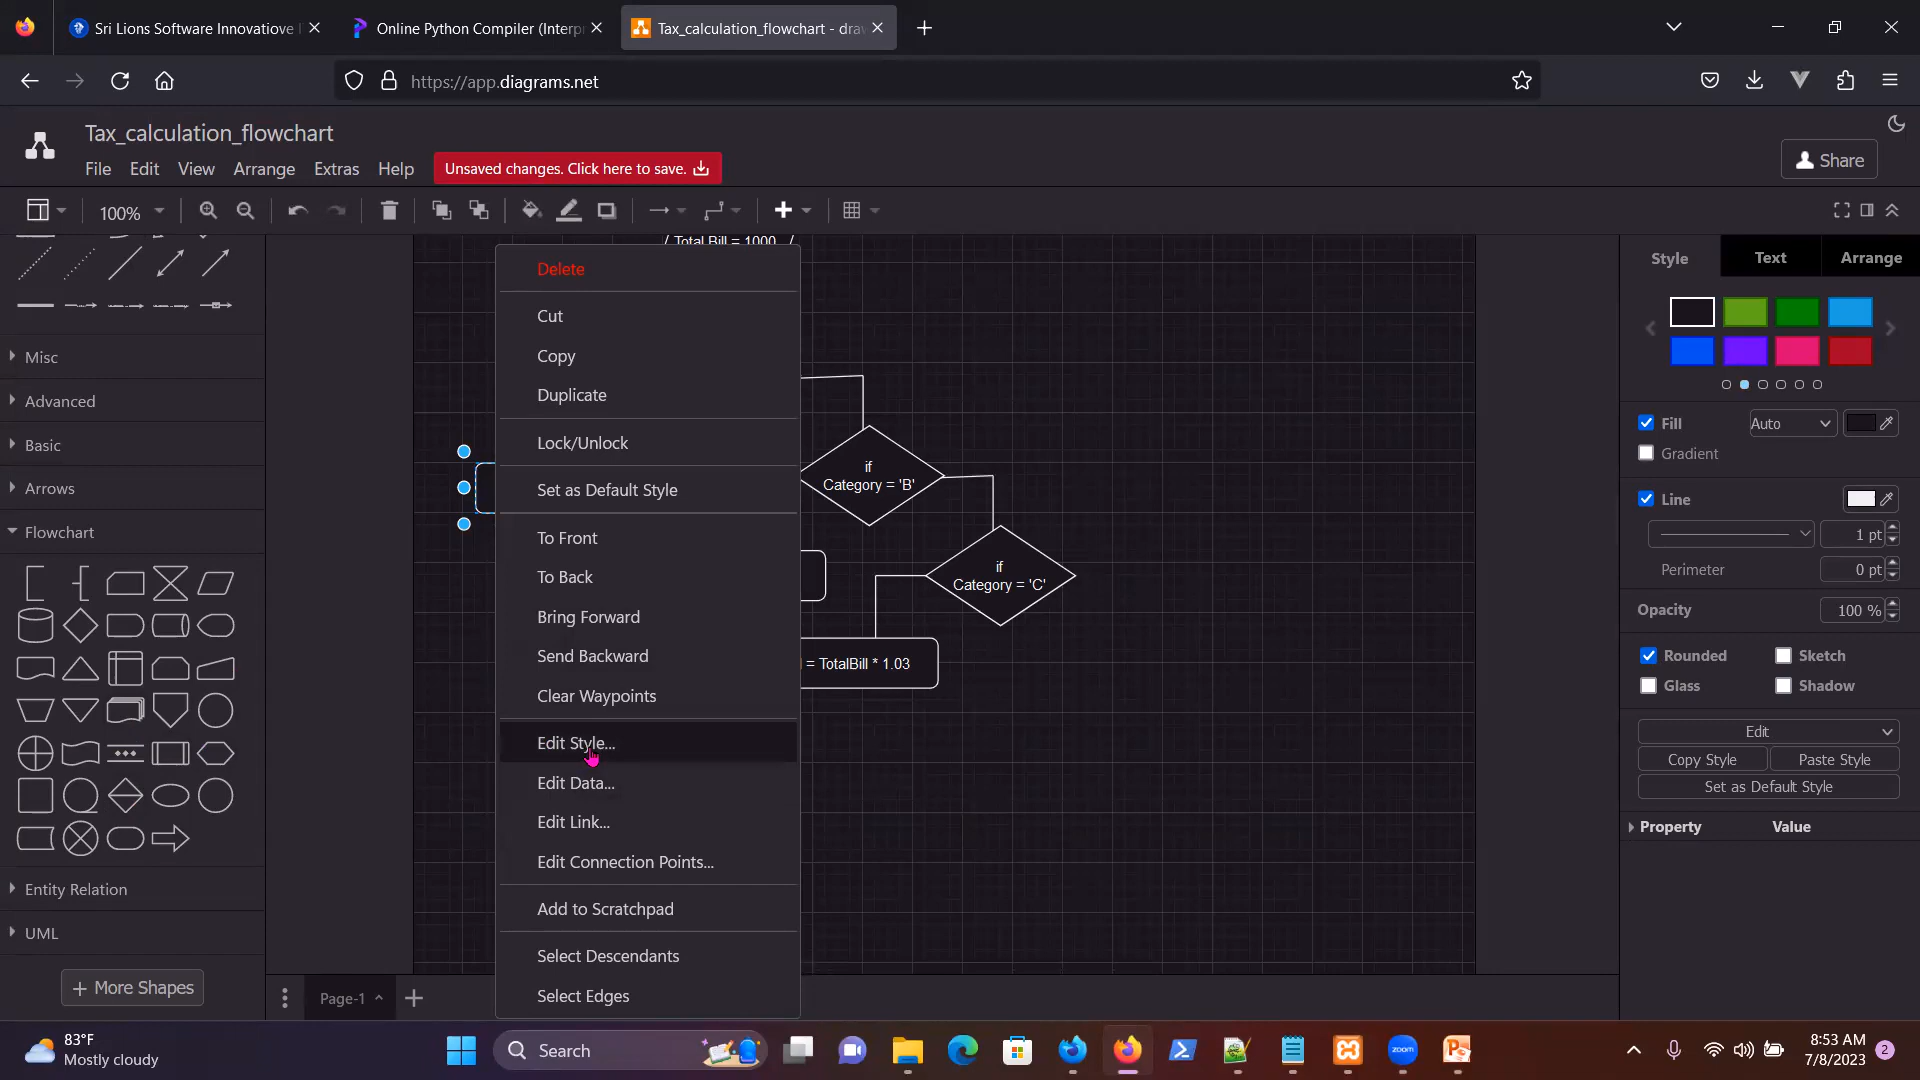 Sri Lions Software Innovatiove
Online Python Compiler (Interp
Tax_calculation_flowchart - draw
https://app.diagrams.net
Tax_calculation_flowchart
File Edit View Arrange Extras Help
Unsaved changes. Click here to save.
Share
100%
Total Bill = 1000
Delete
Cut
Copy
Duplicate
Lock/Unlock
Set as Default Style
To Front
To Back
Bring Forward
Send Backward
Clear Waypoints
Edit Style...
Edit Data...
Edit Link...
Edit Connection Points...
Add to Scratchpad
Select Descendants
Select Edges
if
Category = 'B'
if
Category = 'C'
= TotalBill * 1.03
Misc
Advanced
Basic
Arrows
Flowchart
Entity Relation
UML
More Shapes
Page-1
Style Text Arrange
Fill Auto
Gradient
Line
1 pt
Perimeter 0 pt
Opacity 100 %
Rounded Sketch
Glass Shadow
Edit
Copy Style Paste Style
Set as Default Style
Property Value
83°F
Mostly cloudy
Search
zoom
8:53 AM
7/8/2023
2